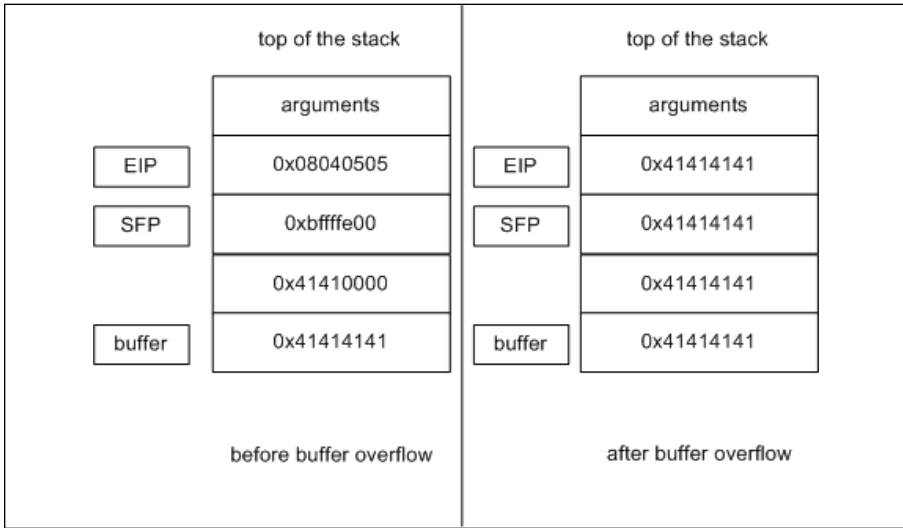 top of the stack
arguments
EIP
0x08040505
SFP
0xbffffe00
0x41410000
buffer
0x41414141
before buffer overflow
top of the stack
arguments
EIP
0x41414141
SFP
0x41414141
0x41414141
buffer
0x41414141
after buffer overflow